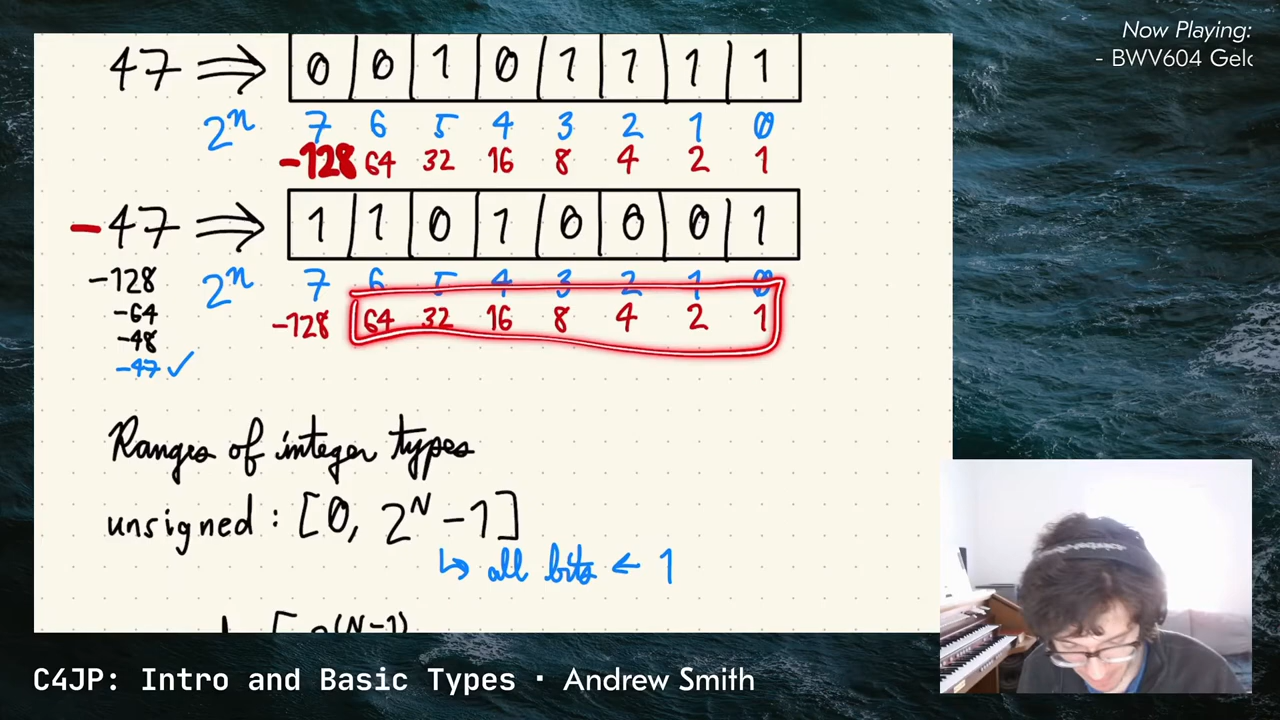 Now Playing:
- BWV604 Gel
47 ⇒ 0 0 1 0 1 1 1 1
2ⁿ 7 6 5 4 3 2 1 0
-128 64 32 16 8 4 2 1
-47 ⇒ 1 1 0 1 0 0 0 1
2ⁿ 7 6 5 4 3 2 1 0
-128 64 32 16 8 4 2 1
-128
-64
-48
-47 ✓
Ranges of integer types
unsigned : [0, 2ᴺ -1]
↳ all bits ← 1
C4JP: Intro and Basic Types · Andrew Smith